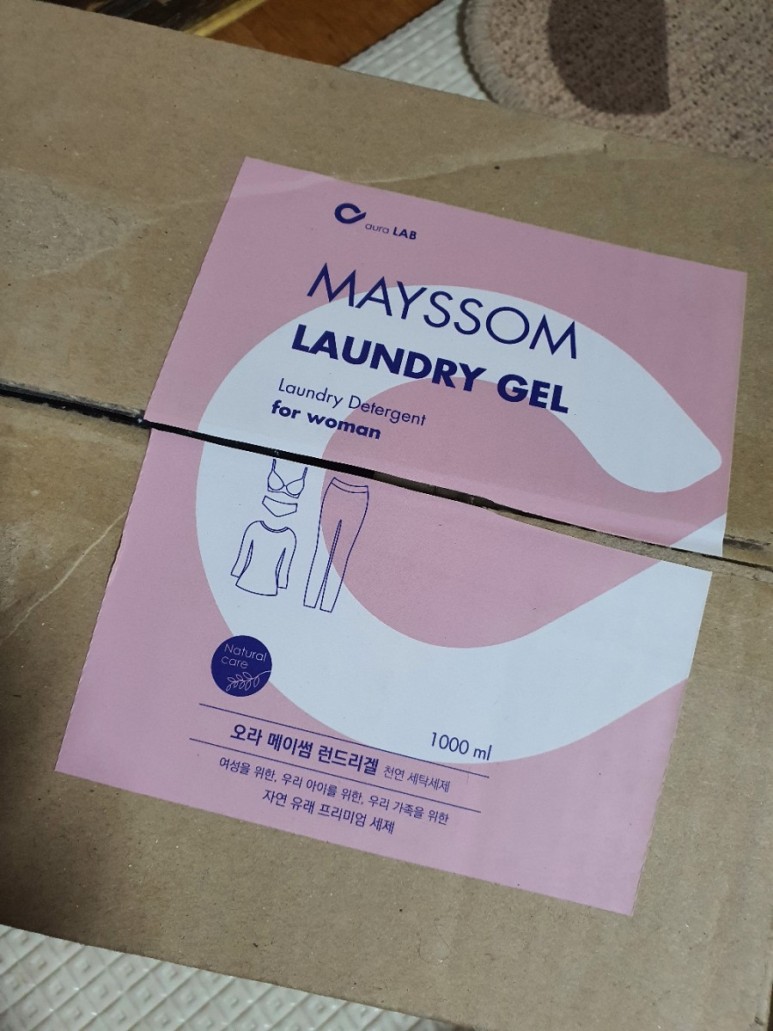 aura LAB
MAYSSOM
LAUNDRY GEL
Laundry Detergent
for woman
Natural
care
1000 ml
오라 메이썸 런드리겔 천연 세탁세제
여성을 위한, 우리 아이를 위한, 우리 가족을 위한
자연 유래 프리미엄 세제